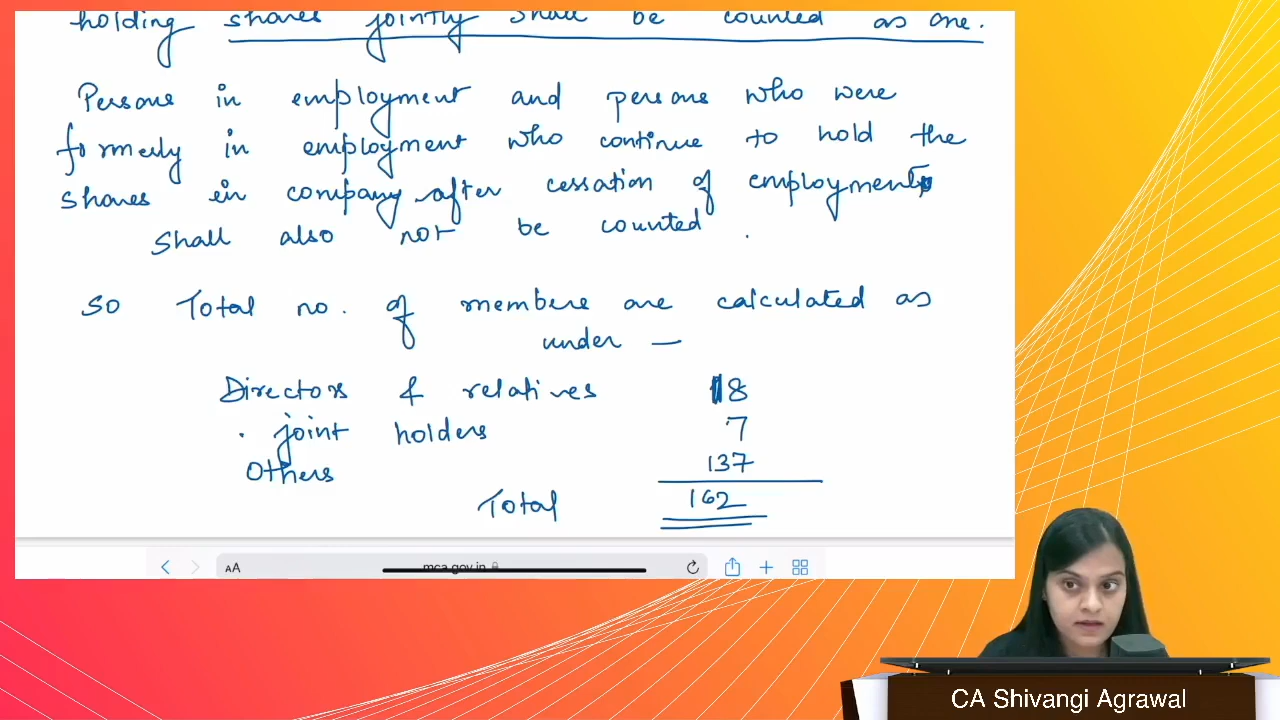 holding shares jointly shall be counted as one.
Persons in employment and persons who were
formerly in employment who continue to hold the
shares in company after cessation of employment
shall also not be counted.
So Total no. of members are calculated as
under —
Directors & relatives 18
joint holders 7
Others 137
Total 162
AA mca.gov.in
CA Shivangi Agrawal